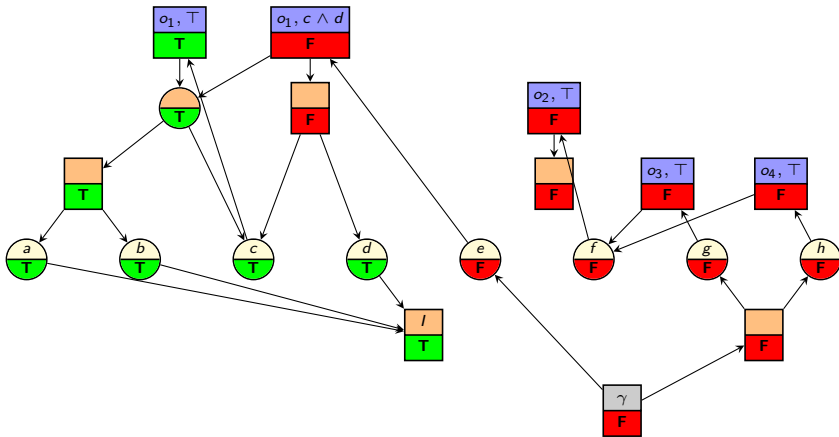 o₁, ⊤
T
o₁, c ∧ d
F
T
F
o₂, ⊤
F
T
F
o₃, ⊤
F
o₄, ⊤
F
a
T
b
T
c
T
d
T
e
F
f
F
g
F
h
F
I
T
F
γ
F